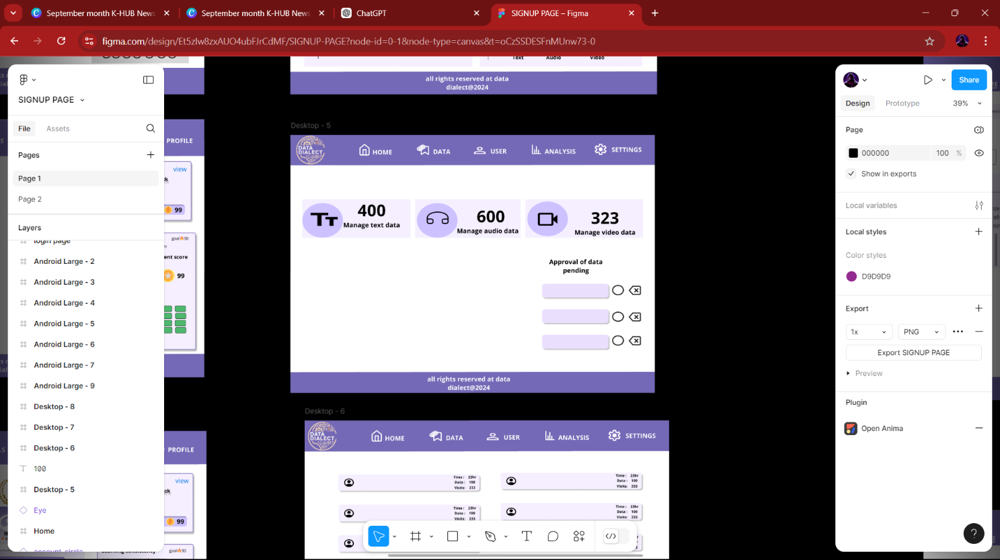 September month K-HUB News
September month K-HUB News
ChatGPT
SIGNUP PAGE – Figma
figma.com/design/Et5zIw8zxAUO4ubFJrCdMF/SIGNUP-PAGE?node-id=0-1&node-type=canvas&t=oCzSSDESFnMUnw73-0
SIGNUP PAGE
File
Assets
Pages
Page 1
Page 2
Layers
login page
Android Large - 2
Android Large - 3
Android Large - 4
Android Large - 5
Android Large - 6
Android Large - 7
Android Large - 9
Desktop - 8
Desktop - 7
Desktop - 6
100
Desktop - 5
Eye
Home
account_circle
PROFILE
view
ck
99
goal 30
ent score
99
PROFILE
view
ck
99
Learning consistency
goal 30
Text
Audio
Video
all rights reserved at data
dialect@2024
Desktop - 5
DATA
DIALECT
HOME
DATA
USER
ANALYSIS
SETTINGS
Tt
400
Manage text data
600
Manage audio data
323
Manage video data
Approval of data
pending
all rights reserved at data
dialect@2024
Desktop - 6
DATA
DIALECT
HOME
DATA
USER
ANALYSIS
SETTINGS
Time : 23hr
Data : 100
Visits: 233
Time : 23hr
Data : 100
Visits: 233
Time : 23hr
Data : 100
Visits: 233
Time : 23hr
Data : 100
Visits: 233
Share
Design
Prototype
39%
Page
000000
100
%
Show in exports
Local variables
Local styles
Color styles
D9D9D9
Export
1x
PNG
Export SIGNUP PAGE
Preview
Plugin
Open Anima
?